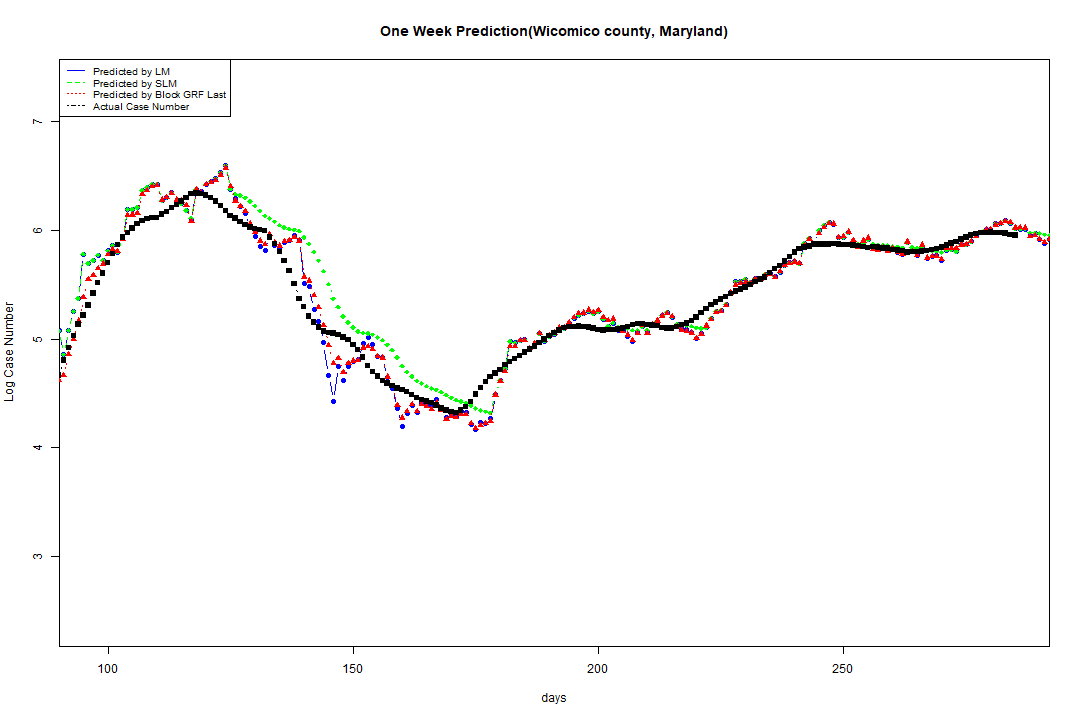 One Week Prediction(Wicomico county, Maryland)
Predicted by LM
Predicted by SLM
Predicted by Block GRF Last
Actual Case Number
7
6
5
4
3
Log Case Number
100 150 200 250
days